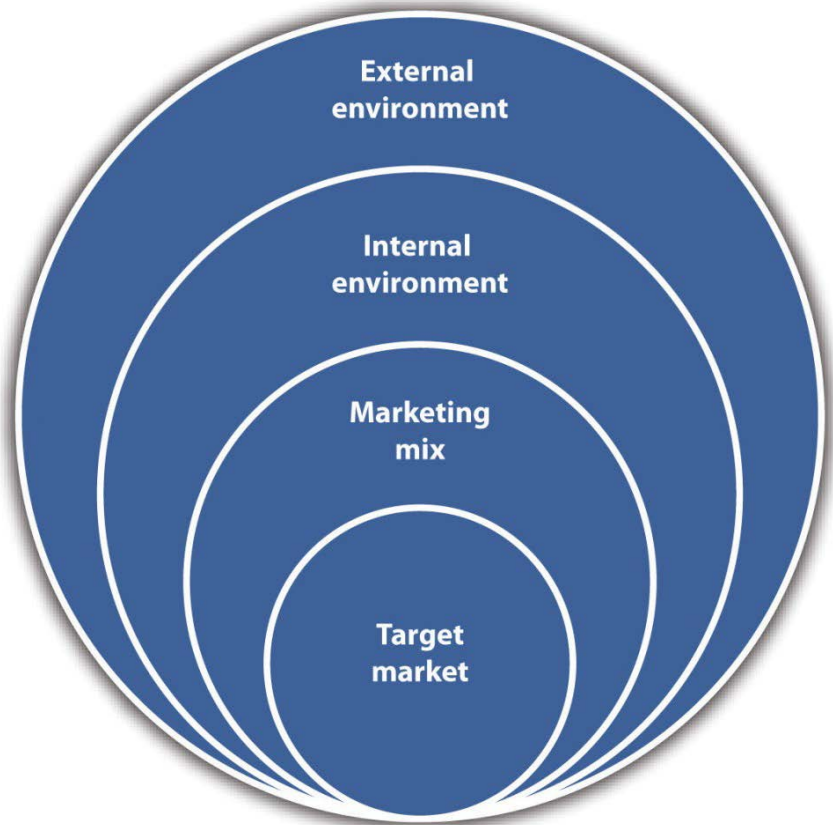 External
environment
Internal
environment
Marketing
mix
Target
market